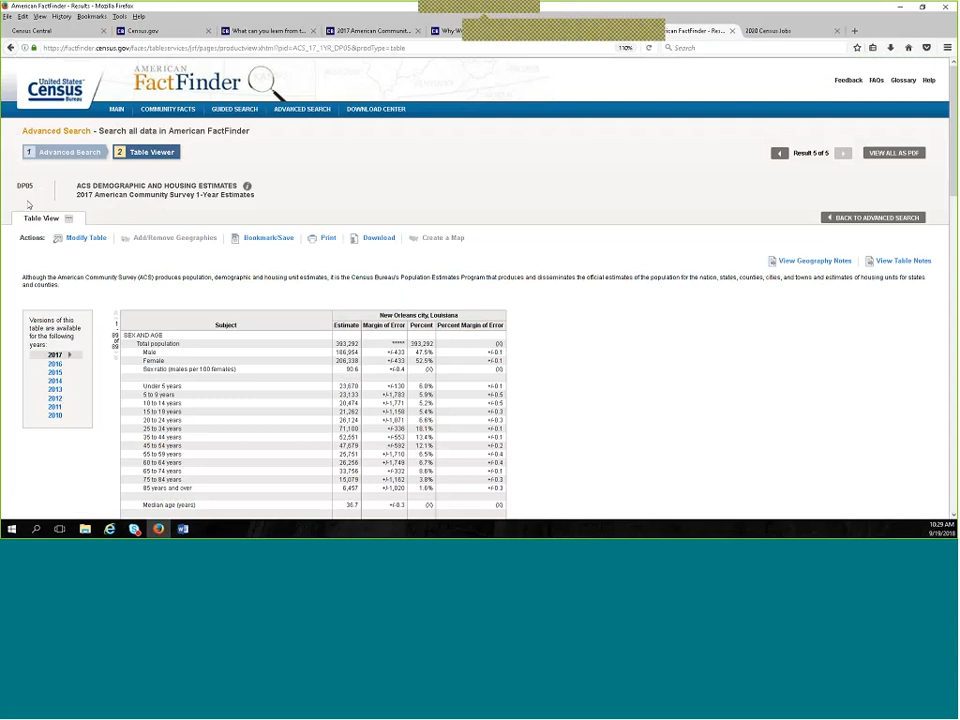 American FactFinder - Results - Mozilla Firefox
File Edit View History Bookmarks Tools Help
Census Central
Census.gov
What can you learn from t...
2017 American Communit...
Why W
ican FactFinder - Res...
2020 Census Jobs
https://factfinder.census.gov/faces/tableservices/jsf/pages/productview.xhtml?pid=ACS_17_1YR_DP05&prodType=table
110%
Search
United States Census Bureau
AMERICAN FactFinder
Feedback FAQs Glossary Help
MAIN COMMUNITY FACTS GUIDED SEARCH ADVANCED SEARCH DOWNLOAD CENTER
Advanced Search - Search all data in American FactFinder
1 Advanced Search 2 Table Viewer
Result 5 of 5 VIEW ALL AS PDF
DP05 ACS DEMOGRAPHIC AND HOUSING ESTIMATES
2017 American Community Survey 1-Year Estimates
Table View
BACK TO ADVANCED SEARCH
Actions: Modify Table Add/Remove Geographies Bookmark/Save Print Download Create a Map
View Geography Notes View Table Notes
Although the American Community Survey (ACS) produces population, demographic and housing unit estimates, it is the Census Bureau's Population Estimates Program that produces and disseminates the official estimates of the population for the nation, states, counties, cities, and towns and estimates of housing units for states
and counties.
Versions of this
table are available
for the following
years:
2017
2016
2015
2014
2013
2012
2011
2010
1
-
89
of
89
New Orleans city, Louisiana
Subject Estimate Margin of Error Percent Percent Margin of Error
SEX AND AGE
Total population 393,292 ***** 393,292 (X)
Male 186,954 +/-433 47.5% +/-0.1
Female 206,338 +/-433 52.5% +/-0.1
Sex ratio (males per 100 females) 90.6 +/-0.4 (X) (X)
Under 5 years 23,670 +/-130 6.0% +/-0.1
5 to 9 years 23,133 +/-1,783 5.9% +/-0.5
10 to 14 years 20,474 +/-1,771 5.2% +/-0.5
15 to 19 years 21,262 +/-1,158 5.4% +/-0.3
20 to 24 years 26,124 +/-1,071 6.6% +/-0.3
25 to 34 years 71,100 +/-336 18.1% +/-0.1
35 to 44 years 52,551 +/-553 13.4% +/-0.1
45 to 54 years 47,679 +/-592 12.1% +/-0.2
55 to 59 years 25,751 +/-1,710 6.5% +/-0.4
60 to 64 years 26,256 +/-1,749 6.7% +/-0.4
65 to 74 years 33,756 +/-332 8.6% +/-0.1
75 to 84 years 15,079 +/-1,162 3.8% +/-0.3
85 years and over 6,457 +/-1,020 1.6% +/-0.3
Median age (years) 36.7 +/-0.3 (X) (X)
10:29 AM
9/19/2018